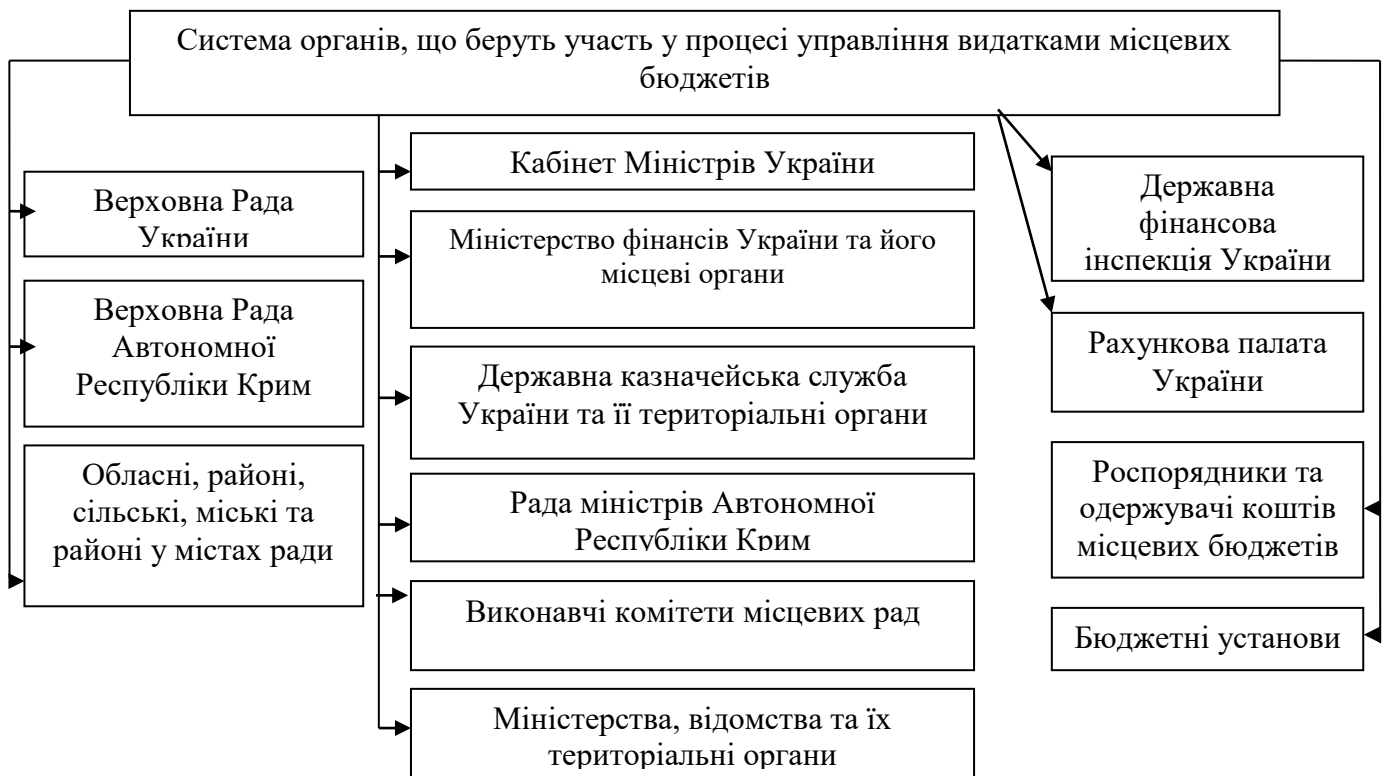 Система органів, що беруть участь у процесі управління видатками місцевих
бюджетів
Верховна Рада
України
Верховна Рада
Автономної
Республіки Крим
Обласні, районі,
сільські, міські та
районі у містах ради
Кабінет Міністрів України
Міністерство фінансів України та його
місцеві органи
Державна казначейська служба
України та її територіальні органи
Рада міністрів Автономної
Республіки Крим
Виконавчі комітети місцевих рад
Міністерства, відомства та їх
територіальні органи
Державна
фінансова
інспекція України
Рахункова палата
України
Роспорядники та
одержувачі коштів
місцевих бюджетів
Бюджетні установи